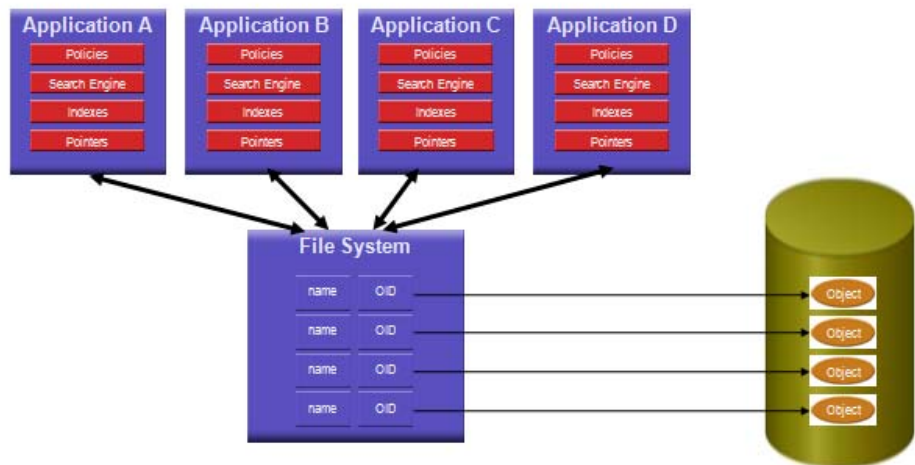 Application A
Policies
Search Engine
Indexes
Pointers
Application B
Policies
Search Engine
Indexes
Pointers
Application C
Policies
Search Engine
Indexes
Pointers
Application D
Policies
Search Engine
Indexes
Pointers
File System
name OID
name OID
name OID
name OID
Object
Object
Object
Object